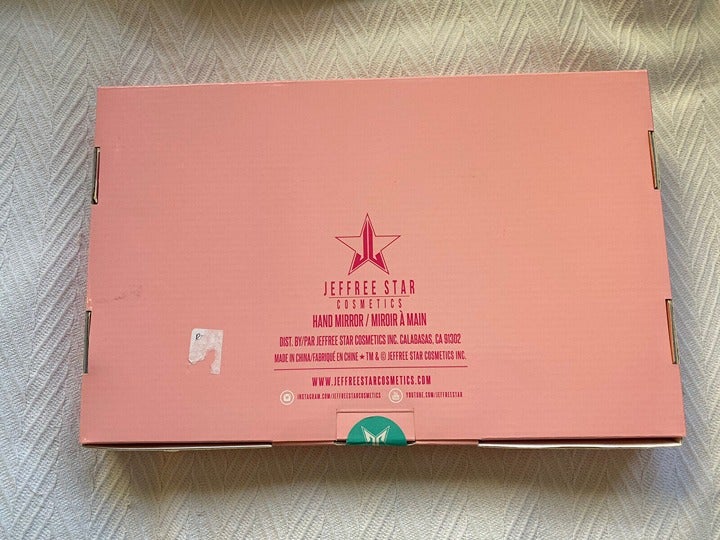 JEFFREE STAR
COSMETICS
HAND MIRROR / MIROIR À MAIN
DIST. BY/PAR JEFFREE STAR COSMETICS INC. CALABASAS, CA 91302
MADE IN CHINA/FABRIQUÉ EN CHINE ★ TM & © JEFFREE STAR COSMETICS INC.
WWW.JEFFREESTARCOSMETICS.COM
INSTAGRAM.COM/JEFFREESTARCOSMETICS YOUTUBE.COM/JEFFREESTAR